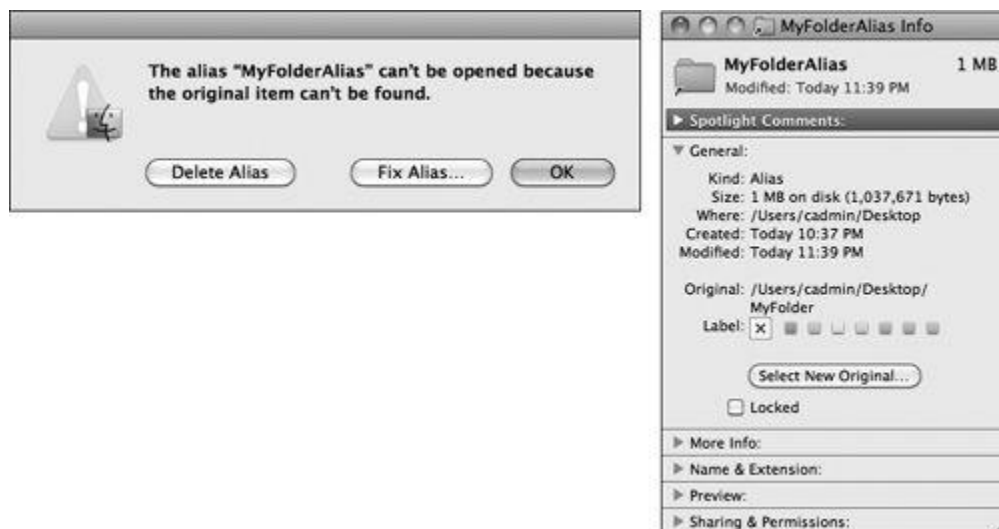 The alias “MyFolderAlias” can’t be opened because
the original item can’t be found.
Delete Alias
Fix Alias...
OK
MyFolderAlias Info
MyFolderAlias 1 MB
Modified: Today 11:39 PM
Spotlight Comments:
General:
Kind: Alias
Size: 1 MB on disk (1,037,671 bytes)
Where: /Users/cadmin/Desktop
Created: Today 10:37 PM
Modified: Today 11:39 PM
Original: /Users/cadmin/Desktop/
MyFolder
Label:
Select New Original...
Locked
More Info:
Name & Extension:
Preview:
Sharing & Permissions: